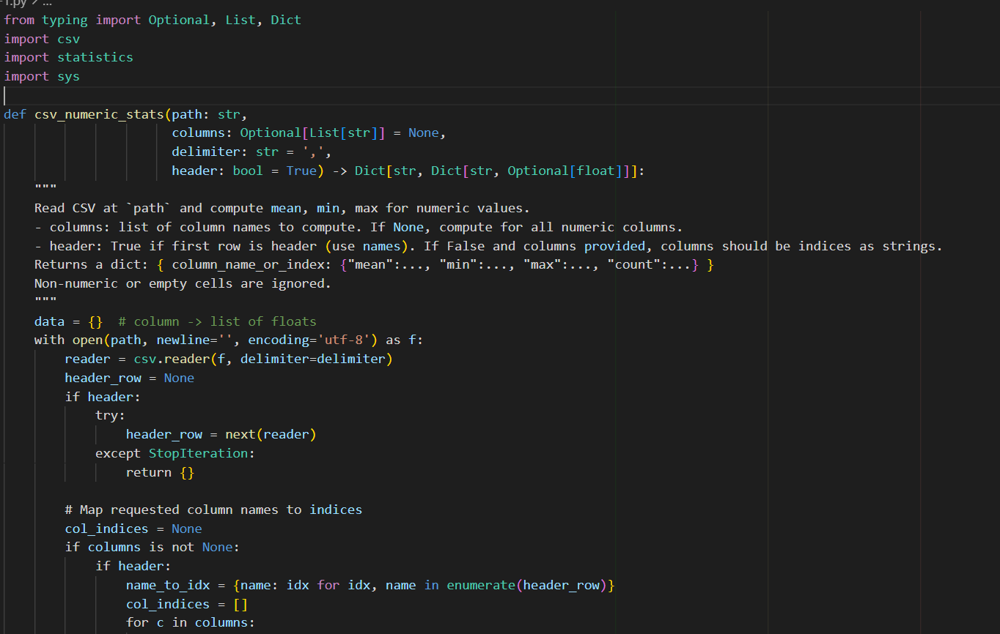 -1.py > ...
from typing import Optional, List, Dict
import csv
import statistics
import sys
def csv_numeric_stats(path: str,
columns: Optional[List[str]] = None,
delimiter: str = ',',
header: bool = True) -> Dict[str, Dict[str, Optional[float]]]:
"""
Read CSV at `path` and compute mean, min, max for numeric values.
- columns: list of column names to compute. If None, compute for all numeric columns.
- header: True if first row is header (use names). If False and columns provided, columns should be indices as strings.
Returns a dict: { column_name_or_index: {"mean":..., "min":..., "max":..., "count":...} }
Non-numeric or empty cells are ignored.
"""
data = {}  # column -> list of floats
with open(path, newline='', encoding='utf-8') as f:
reader = csv.reader(f, delimiter=delimiter)
header_row = None
if header:
try:
header_row = next(reader)
except StopIteration:
return {}
# Map requested column names to indices
col_indices = None
if columns is not None:
if header:
name_to_idx = {name: idx for idx, name in enumerate(header_row)}
col_indices = []
for c in columns: